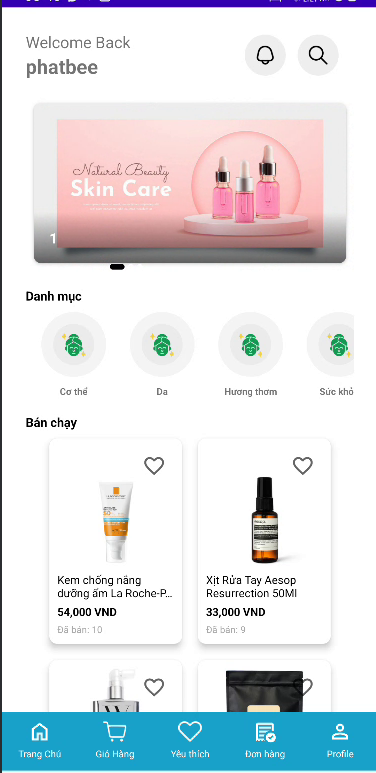 Welcome Back
phatbee
Natural Beauty
Skin Care
1
Danh mục
Cơ thể
Da
Hương thơm
Sức khỏ
Bán chạy
Kem chống nắng
dưỡng ẩm La Roche-P...
54,000 VND
Đã bán: 10
Xịt Rửa Tay Aesop
Resurrection 50Ml
33,000 VND
Đã bán: 9
Trang Chủ
Giỏ Hàng
Yêu thích
Đơn hàng
Profile